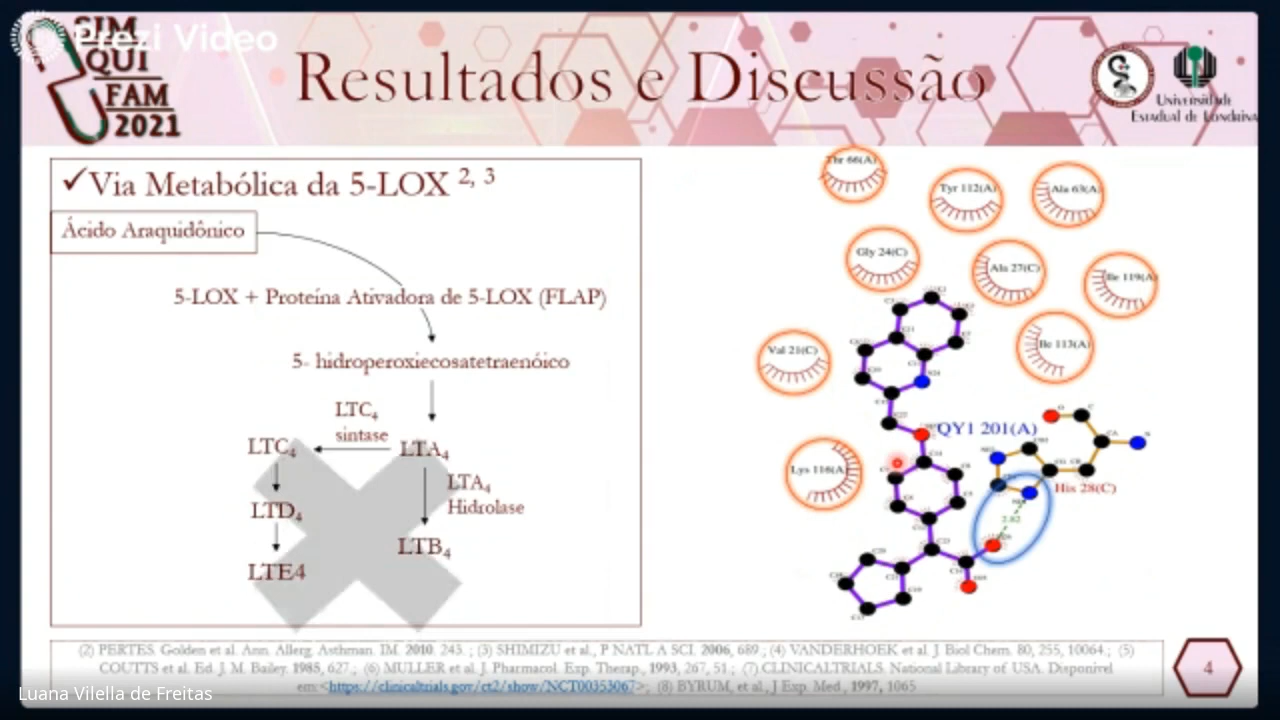 SIM
QUI
FAM
2021
Prezi Video
Resultados e Discussão
Universidade
Estadual de Londrina
✓Via Metabólica da 5-LOX 2, 3
Ácido Araquidônico
5-LOX + Proteína Ativadora de 5-LOX (FLAP)
5- hidroperoxiecosatetraenóico
LTC4
sintase
LTC4
LTA4
LTA4
Hidrolase
LTD4
LTB4
LTE4
Thr 66(A)
Tyr 112(A)
Ala 63(A)
Gly 24(C)
Ala 27(C)
Ile 119(A)
Ile 113(A)
Val 21(C)
QY1 201(A)
Lys 116(A)
His 28(C)
2.82
(2) PERTES. Golden et al. Ann. Allerg. Asthman. IM. 2010. 243. ; (3) SHIMIZU et al., P NATL A SCI. 2006, 689.; (4) VANDERHOEK et al. J. Biol Chem. 80, 255, 10064.; (5)
COUTTS et al. Ed. J. M. Bailey. 1985, 627.; (6) MULLER et al. J. Pharmacol. Exp. Therap., 1993, 267, 51.; (7) CLINICALTRIALS. National Library of USA. Disponível
em:<https://clinicaltrials.gov/ct2/show/NCT00353067>; (8) BYRUM, et al., J Exp. Med., 1997, 1065
4
Luana Vilella de Freitas